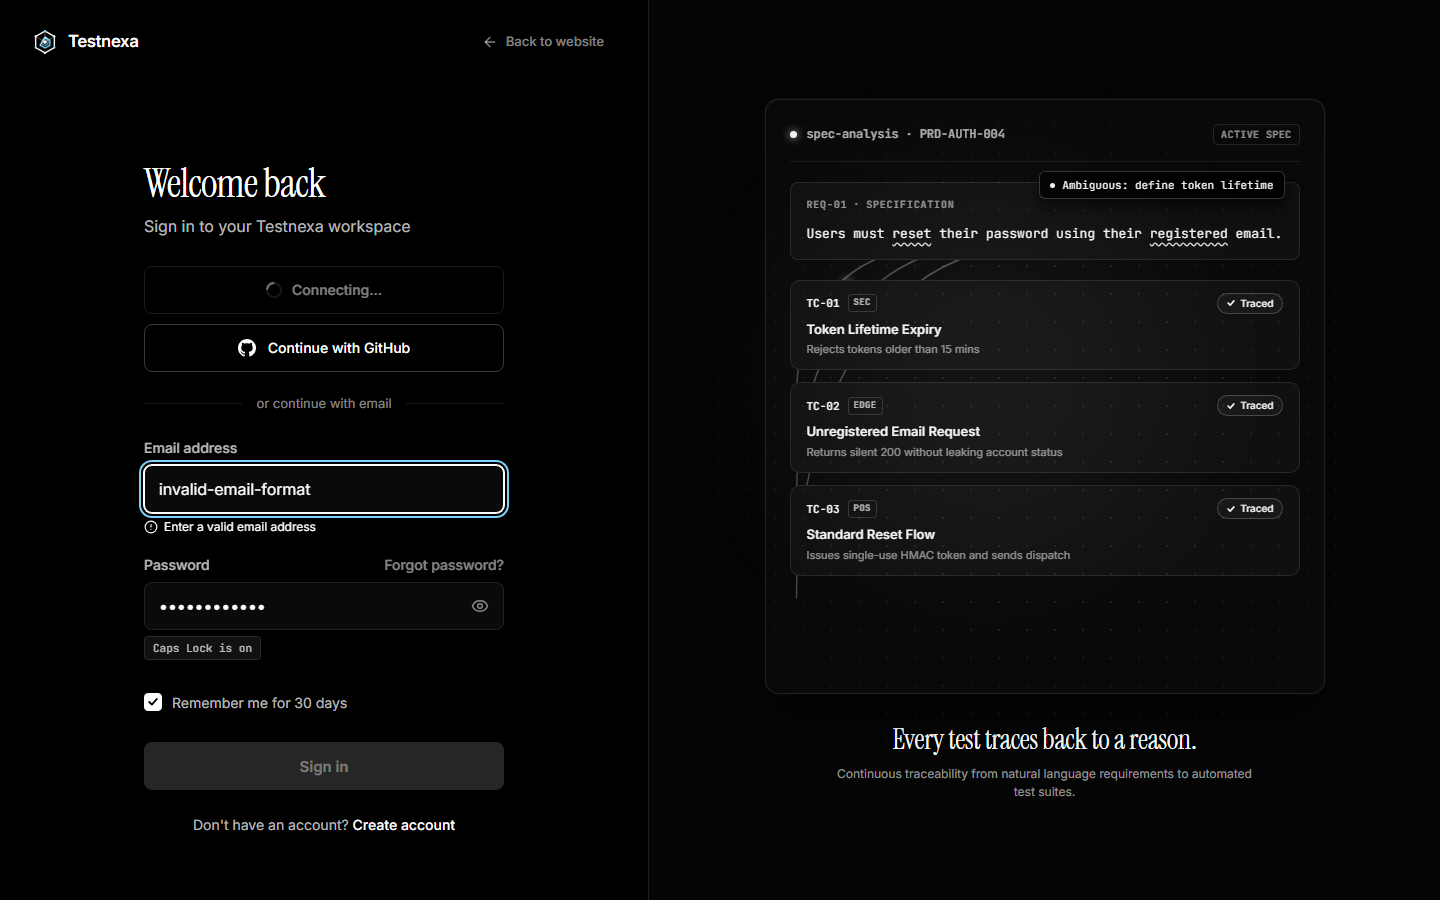 Testnexa
Back to website
Welcome back
Sign in to your Testnexa workspace
Connecting...
Continue with GitHub
or continue with email
Email address
invalid-email-format
Enter a valid email address
Password
Forgot password?
••••••••••••
Caps Lock is on
Remember me for 30 days
Sign in
Don't have an account? Create account
spec-analysis · PRD-AUTH-004
ACTIVE SPEC
Ambiguous: define token lifetime
REQ-01 · SPECIFICATION
Users must reset their password using their registered email.
TC-01 SEC
Traced
Token Lifetime Expiry
Rejects tokens older than 15 mins
TC-02 EDGE
Traced
Unregistered Email Request
Returns silent 200 without leaking account status
TC-03 POS
Traced
Standard Reset Flow
Issues single-use HMAC token and sends dispatch
Every test traces back to a reason.
Continuous traceability from natural language requirements to automated
test suites.